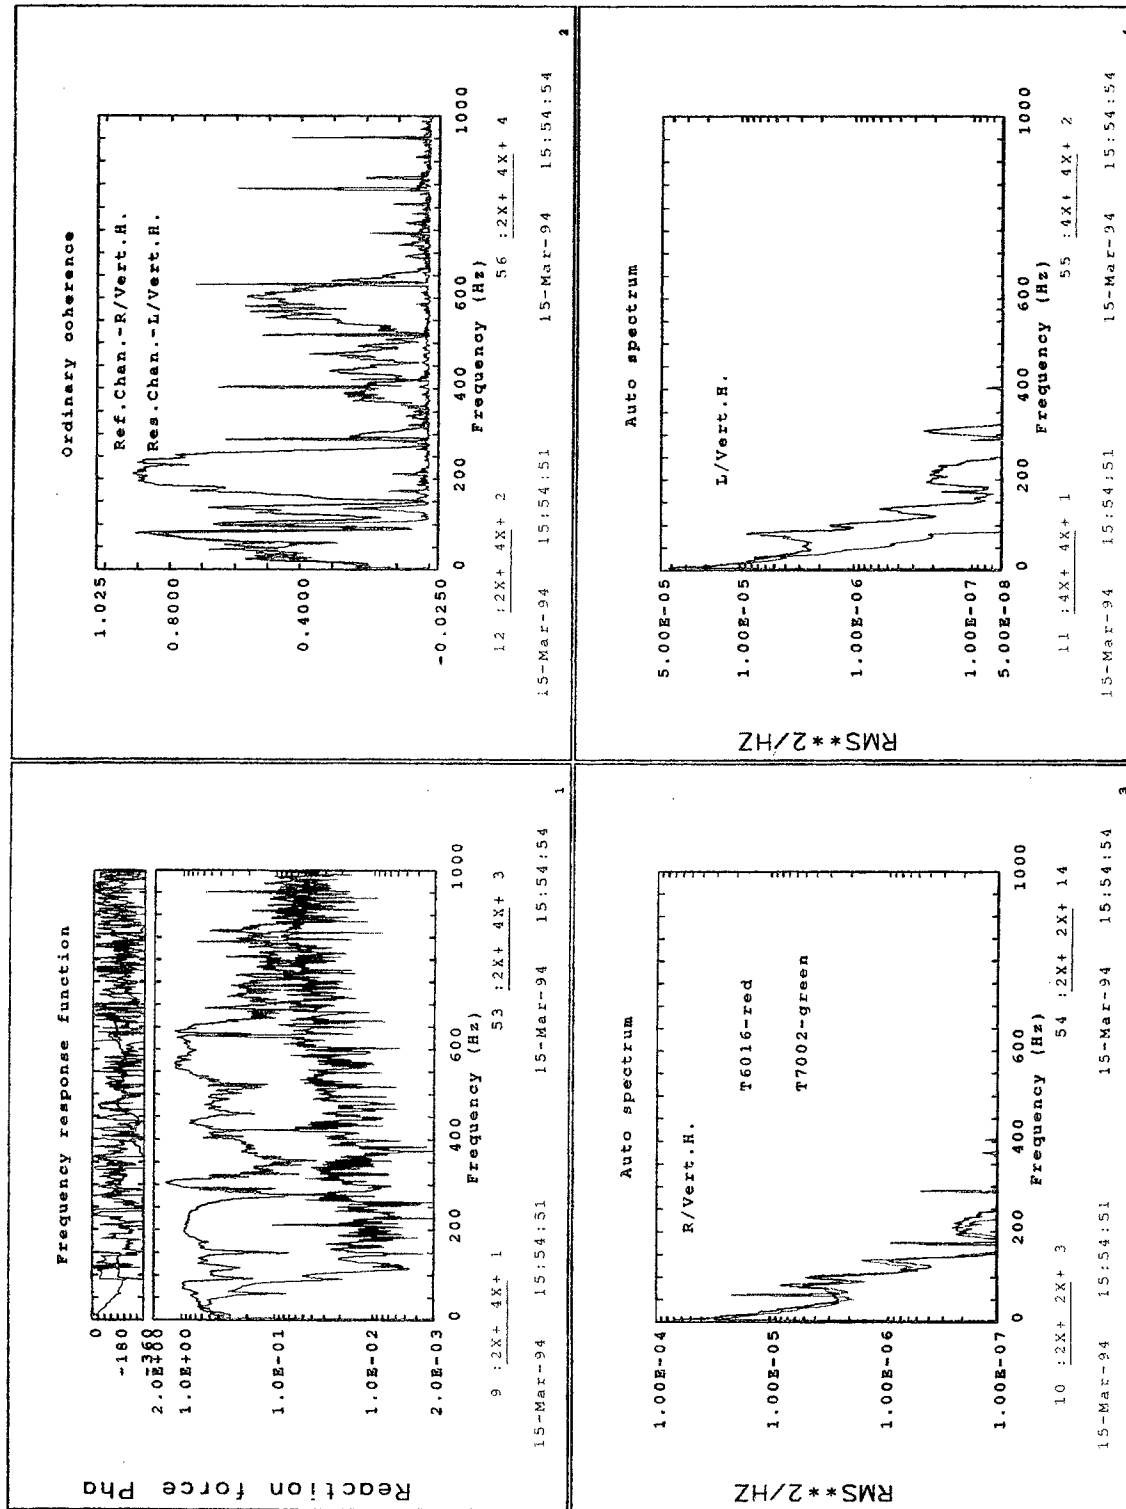 Frequency response function
0
-180
-360
2.0E+00
1.0E+00
1.0E-01
1.0E-02
2.0E-03
Reaction force Pha
0 200 400 600 1000
Frequency (Hz)
9 :2X+ 4X+ 1 53 :2X+ 4X+ 3
15-Mar-94 15:54:51 15-Mar-94 15:54:54
1
Ordinary coherence
Ref.Chan.-R/Vert.H.
Res.Chan.-L/Vert.H.
1.025
0.8000
0.4000
-0.0250
0 200 400 600 1000
Frequency (Hz)
12 :2X+ 4X+ 2 56 :2X+ 4X+ 4
15-Mar-94 15:54:51 15-Mar-94 15:54:54
2
Auto spectrum
R/Vert.H.
T6016-red
T7002-green
1.00E-04
1.00E-05
1.00E-06
1.00E-07
RMS**2/HZ
0 200 400 600 1000
Frequency (Hz)
10 :2X+ 2X+ 3 54 :2X+ 2X+ 14
15-Mar-94 15:54:51 15-Mar-94 15:54:54
3
Auto spectrum
L/Vert.H.
5.00E-05
1.00E-05
1.00E-06
1.00E-07
5.00E-08
RMS**2/HZ
0 200 400 600 1000
Frequency (Hz)
11 :4X+ 4X+ 1 55 :4X+ 4X+ 2
15-Mar-94 15:54:51 15-Mar-94 15:54:54